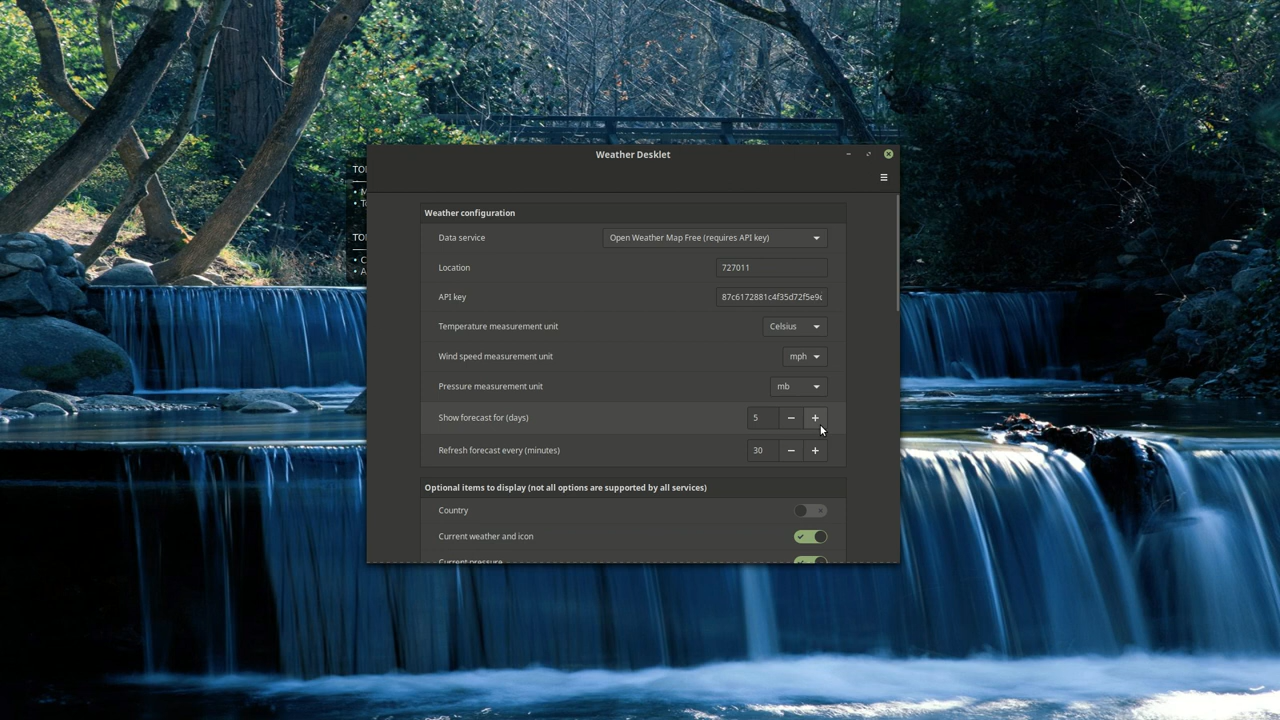 Weather Desklet
Weather configuration
Data service Open Weather Map Free (requires API key)
Location 727011
API key 87c6172881c4f35d72f5e9c
Temperature measurement unit Celsius
Wind speed measurement unit mph
Pressure measurement unit mb
Show forecast for (days) 5
Refresh forecast every (minutes) 30
Optional items to display (not all options are supported by all services)
Country
Current weather and icon
Current pressure